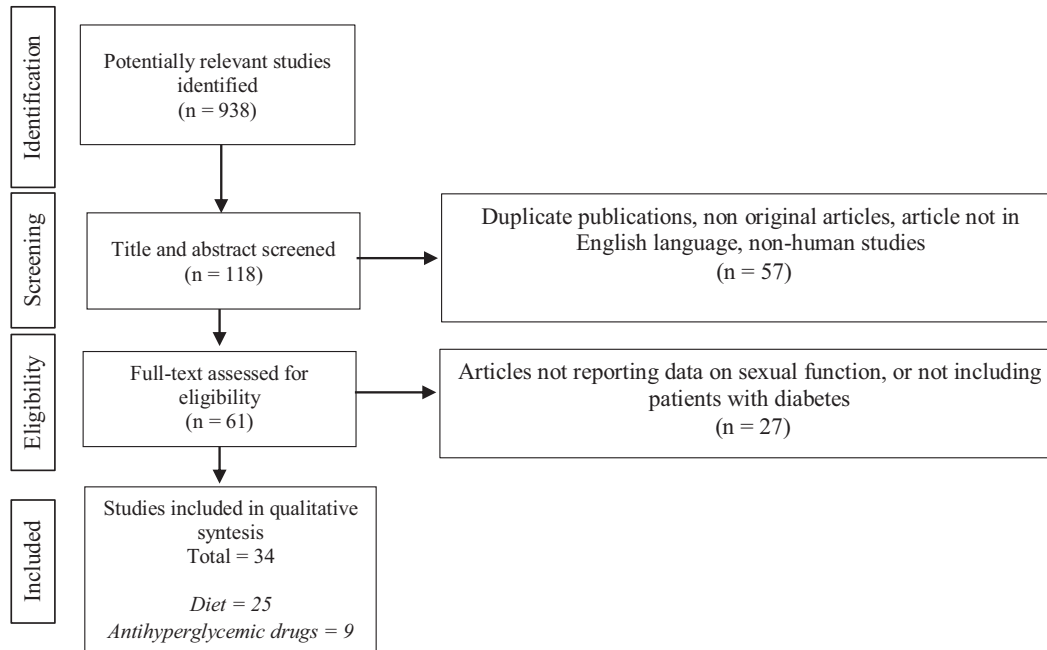 Identification
Potentially relevant studies
identified
(n = 938)
Screening
Title and abstract screened
(n = 118)
Duplicate publications, non original articles, article not in
English language, non-human studies
(n = 57)
Eligibility
Full-text assessed for
eligibility
(n = 61)
Articles not reporting data on sexual function, or not including
patients with diabetes
(n = 27)
Included
Studies included in qualitative
syntesis
Total = 34
Diet = 25
Antihyperglycemic drugs = 9